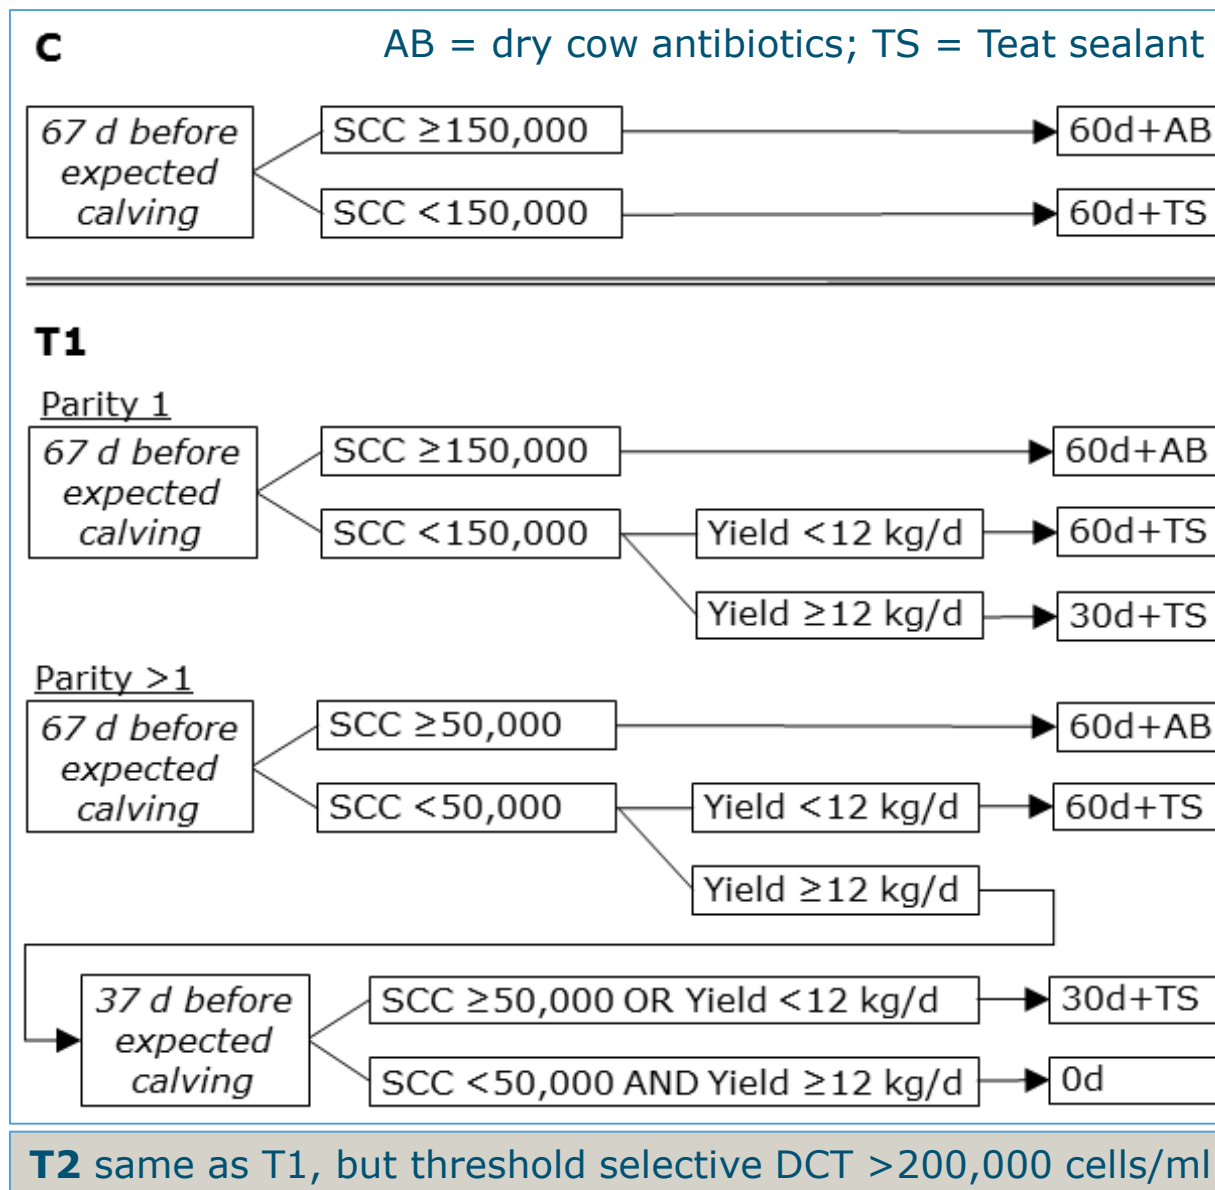 C
AB = dry cow antibiotics; TS = Teat sealant
67 d before
expected
calving
SCC ≥150,000
60d+AB
SCC <150,000
60d+TS
T1
Parity 1
67 d before
expected
calving
SCC ≥150,000
60d+AB
SCC <150,000
Yield <12 kg/d
60d+TS
Yield ≥12 kg/d
30d+TS
Parity >1
67 d before
expected
calving
SCC ≥50,000
60d+AB
SCC <50,000
Yield <12 kg/d
60d+TS
Yield ≥12 kg/d
37 d before
expected
calving
SCC ≥50,000 OR Yield <12 kg/d
30d+TS
SCC <50,000 AND Yield ≥12 kg/d
0d
T2 same as T1, but threshold selective DCT >200,000 cells/ml